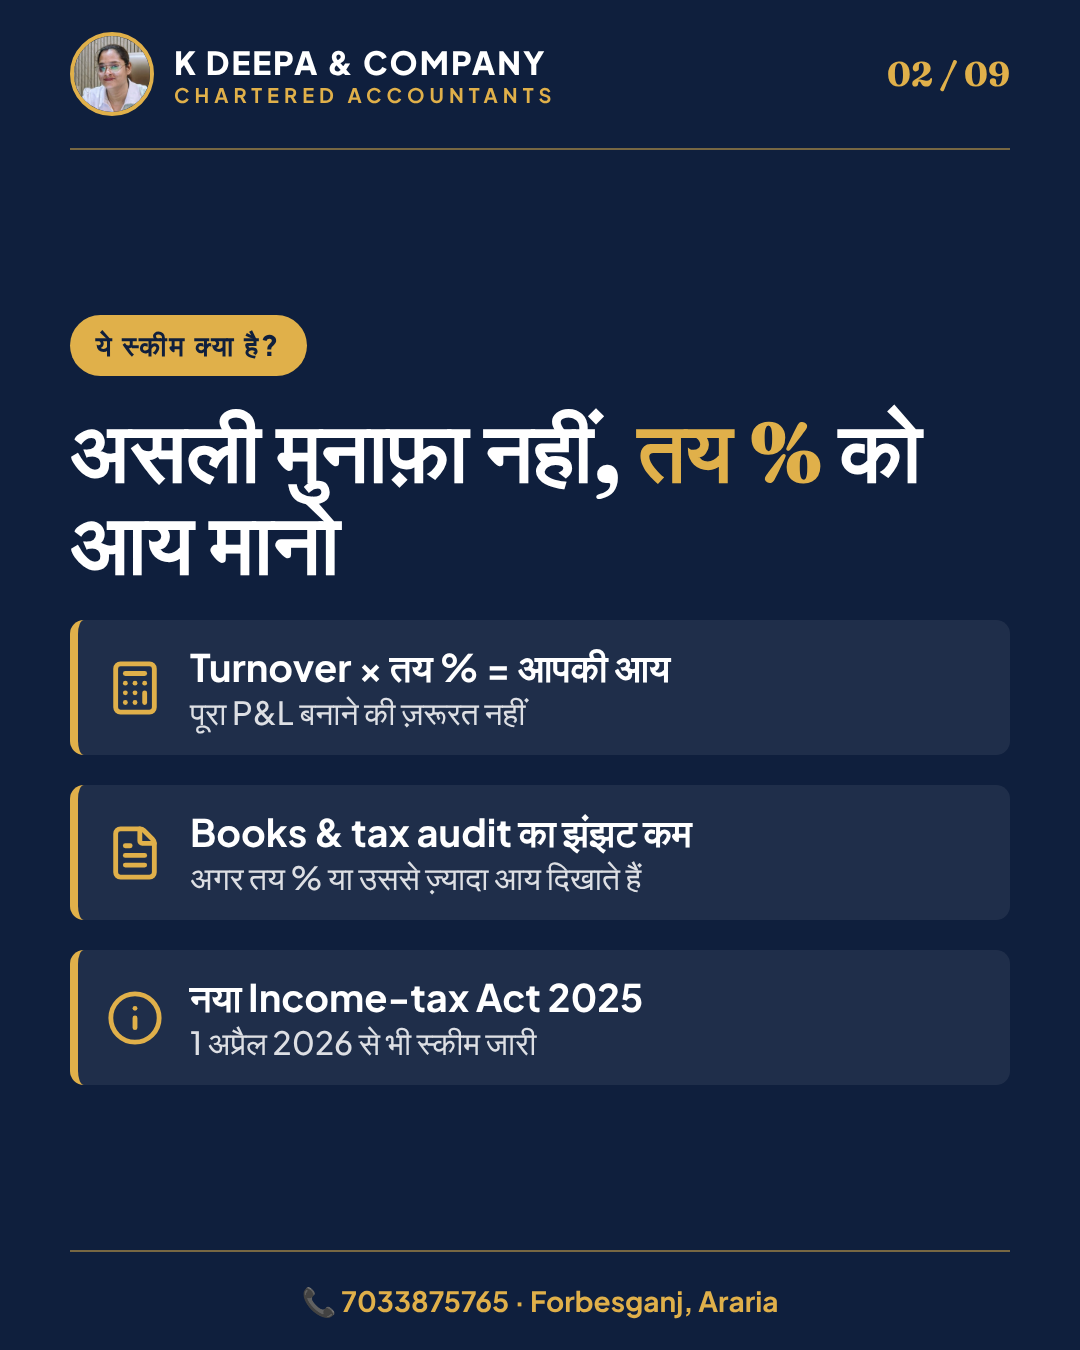 K DEEPA & COMPANY
CHARTERED ACCOUNTANTS
02 / 09
ये स्कीम क्या है?
असली मुनाफ़ा नहीं, तय % को
आय मानो
Turnover × तय % = आपकी आय
पूरा P&L बनाने की ज़रूरत नहीं
Books & tax audit का झंझट कम
अगर तय % या उससे ज़्यादा आय दिखाते हैं
नया Income-tax Act 2025
1 अप्रैल 2026 से भी स्कीम जारी
📞 7033875765 · Forbesganj, Araria